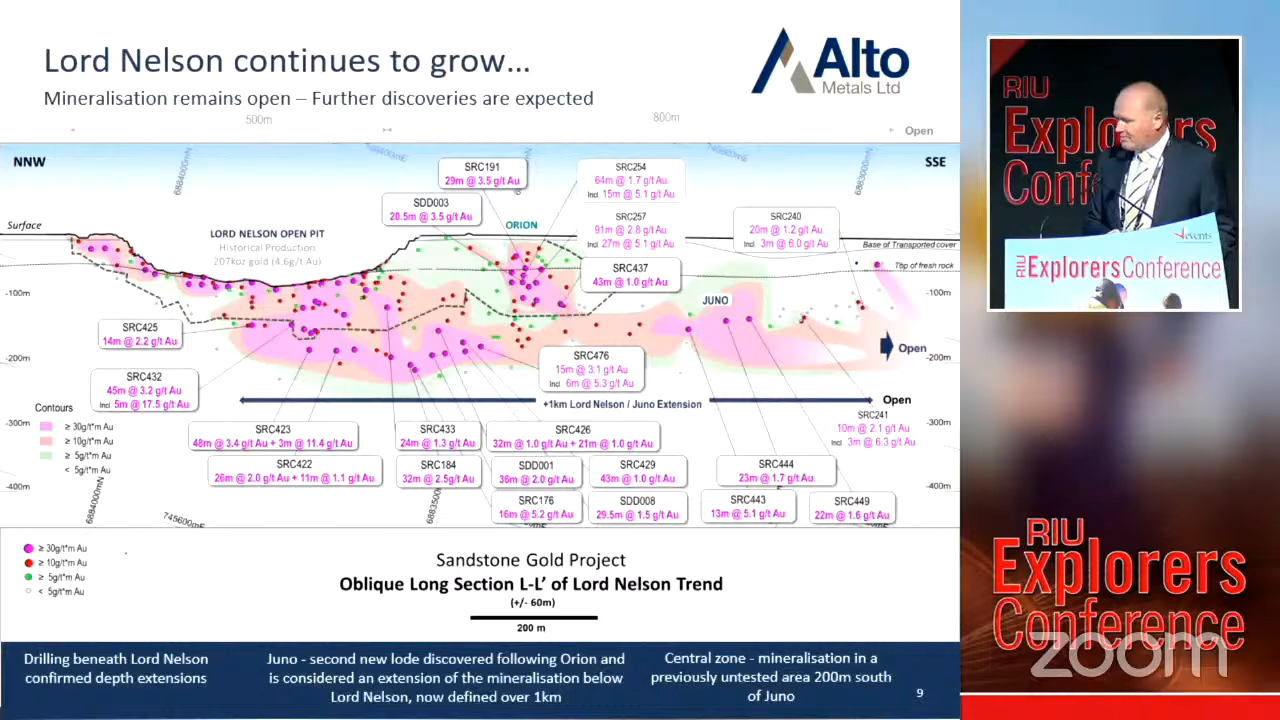 Lord Nelson continues to grow...
Mineralisation remains open – Further discoveries are expected
Alto
Metals Ltd
500m
800m
Open
NNW
SSE
6884000mN
6883000mN
SRC191
29m @ 3.5 g/t Au
SRC254
64m @ 1.7 g/t Au
Incl 15m @ 5.1 g/t Au
SDD003
20.5m @ 3.5 g/t Au
SRC257
91m @ 2.8 g/t Au
Incl 27m @ 5.1 g/t Au
SRC240
20m @ 1.2 g/t Au
Incl 3m @ 6.0 g/t Au
Surface
LORD NELSON OPEN PIT
Historical Production
207koz gold (4.6g/t Au)
ORION
Base of Transported cover
Top of fresh rock
SRC437
43m @ 1.0 g/t Au
-100m
-100m
JUNO
SRC425
14m @ 2.2 g/t Au
Open
-200m
-200m
SRC476
15m @ 3.1 g/t Au
Incl 6m @ 5.3 g/t Au
SRC432
45m @ 3.2 g/t Au
Incl 5m @ 17.5 g/t Au
+1km Lord Nelson / Juno Extension
Open
Contours
≥ 30g/t*m Au
≥ 10g/t*m Au
≥ 5g/t*m Au
< 5g/t*m Au
SRC241
10m @ 2.1 g/t Au
Incl 3m @ 6.3 g/t Au
-300m
-300m
SRC423
48m @ 3.4 g/t Au + 3m @ 11.4 g/t Au
SRC433
24m @ 1.3 g/t Au
SRC426
32m @ 1.0 g/t Au + 21m @ 1.0 g/t Au
SRC422
26m @ 2.0 g/t Au + 11m @ 1.1 g/t Au
SRC184
32m @ 2.5g/t Au
SDD001
36m @ 2.0 g/t Au
SRC429
43m @ 1.0 g/t Au
SRC444
23m @ 1.7 g/t Au
-400m
-400m
SRC176
16m @ 5.2 g/t Au
SDD008
29.5m @ 1.5 g/t Au
SRC443
13m @ 5.1 g/t Au
SRC449
22m @ 1.6 g/t Au
6884000mN
745600mE
≥ 30g/t*m Au
≥ 10g/t*m Au
≥ 5g/t*m Au
< 5g/t*m Au
Sandstone Gold Project
Oblique Long Section L-L’ of Lord Nelson Trend
(+/- 60m)
200 m
Drilling beneath Lord Nelson
confirmed depth extensions
Juno - second new lode discovered following Orion and
is considered an extension of the mineralisation below
Lord Nelson, now defined over 1km
Central zone - mineralisation in a
previously untested area 200m south
of Juno
9
RIU
Explorers
Conf
events
RIU ExplorersConference
RIU
Explorers
Conference
zoom